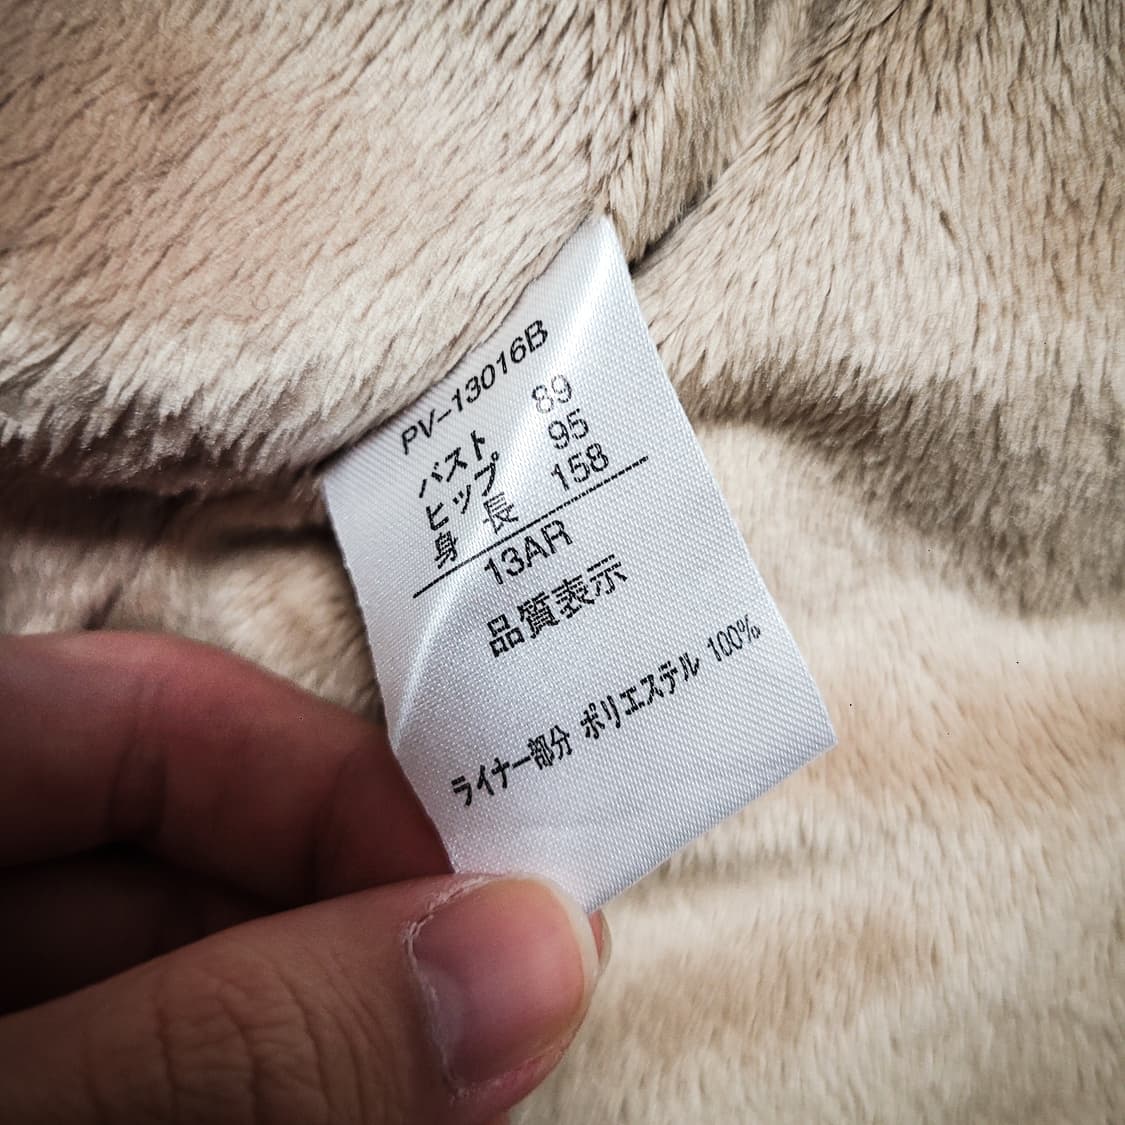 PV-13016B
バスト 89
ヒップ 95
身長 158
13AR
品質表示
ライナー部分 ポリエステル 100%